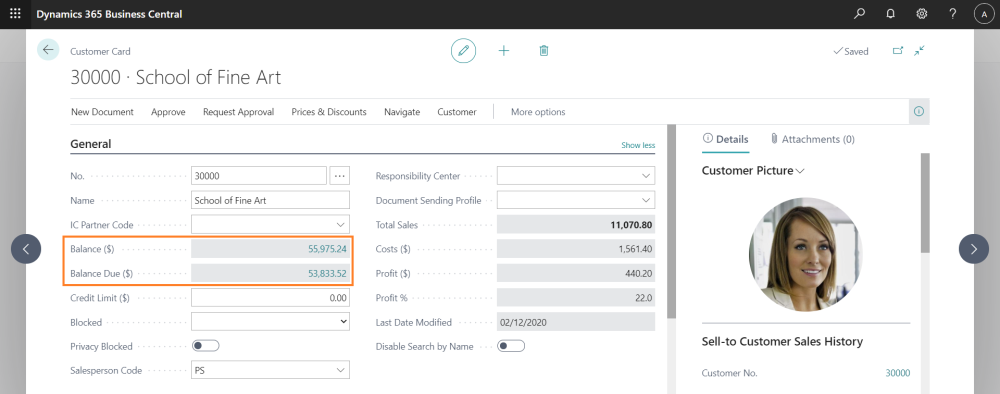 Dynamics 365 Business Central
?
A
Customer Card
Saved
30000 · School of Fine Art
New Document Approve Request Approval Prices & Discounts Navigate Customer More options
General
Show less
No. 30000 ...
Name School of Fine Art
IC Partner Code
Balance ($) 55,975.24
Balance Due ($) 53,833.52
Credit Limit ($) 0.00
Blocked
Privacy Blocked
Salesperson Code PS
Responsibility Center
Document Sending Profile
Total Sales 11,070.80
Costs ($) 1,561.40
Profit ($) 440.20
Profit % 22.0
Last Date Modified 02/12/2020
Disable Search by Name
Details Attachments (0)
Customer Picture
Sell-to Customer Sales History
Customer No. 30000